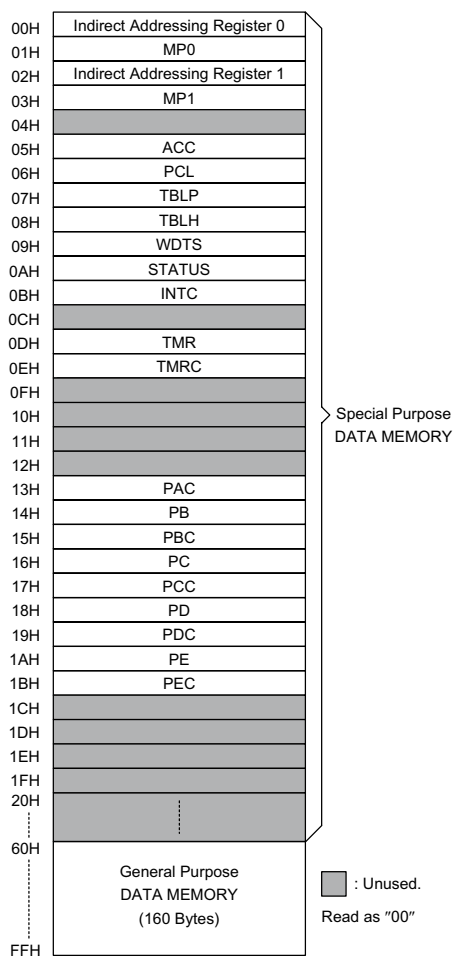 00H Indirect Addressing Register 0
01H MP0
02H Indirect Addressing Register 1
03H MP1
04H
05H ACC
06H PCL
07H TBLP
08H TBLH
09H WDTS
0AH STATUS
0BH INTC
0CH
0DH TMR
0EH TMRC
0FH
10H
11H
12H
13H PAC
14H PB
15H PBC
16H PC
17H PCC
18H PD
19H PDC
1AH PE
1BH PEC
1CH
1DH
1EH
1FH
20H
60H
FFH
Special Purpose
DATA MEMORY
General Purpose
DATA MEMORY
(160 Bytes)
: Unused.
Read as "00"